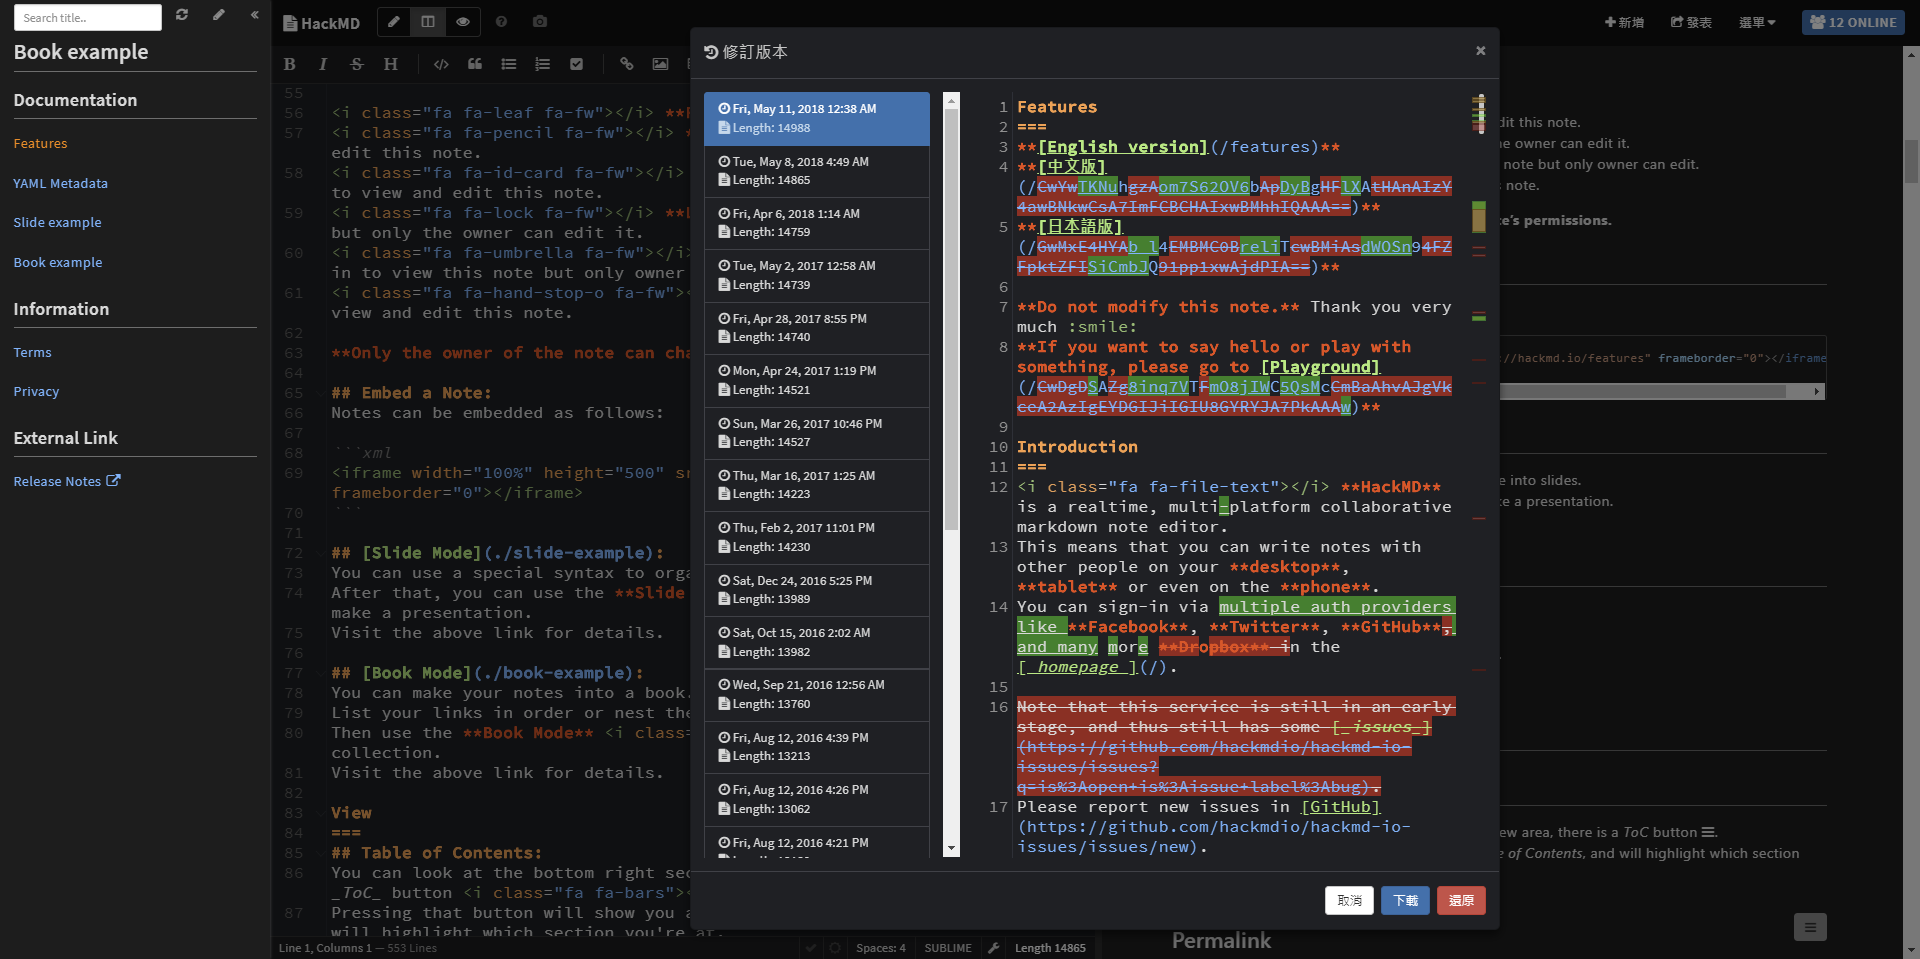 Search title..
Book example
Documentation
Features
YAML Metadata
Slide example
Book example
Information
Terms
Privacy
External Link
Release Notes
HackMD
新增
發表
選單
12 ONLINE
B I S H
55
56 <i class="fa fa-leaf fa-fw"></i>
57 <i class="fa fa-pencil fa-fw"></i>
edit this note.
58 <i class="fa fa-id-card fa-fw"></i>
to view and edit this note.
59 <i class="fa fa-lock fa-fw"></i>
but only the owner can edit it.
60 <i class="fa fa-umbrella fa-fw"></i>
in to view this note but only owner
61 <i class="fa fa-hand-stop-o fa-fw">
view and edit this note.
62
63 **Only the owner of the note can cha
64
65 ## Embed a Note:
66 Notes can be embedded as follows:
67
68 ```xml
69 <iframe width="100%" height="500" sr
frameborder="0"></iframe>
70 ```
71
72 ## [Slide Mode](./slide-example):
73 You can use a special syntax to orga
74 After that, you can use the **Slide
make a presentation.
75 Visit the above link for details.
76
77 ## [Book Mode](./book-example):
78 You can make your notes into a book.
79 List your links in order or nest the
80 Then use the **Book Mode** <i class=
collection.
81 Visit the above link for details.
82
83 View
84 ===
85 ## Table of Contents:
86 You can look at the bottom right sec
_ToC_ button <i class="fa fa-bars">
87 Pressing that button will show you a
will highlight which section you're at.
Line 1, Columns 1 — 553 Lines
Spaces: 4
SUBLIME
Length 14865
修訂版本
×
Fri, May 11, 2018 12:38 AM
Length: 14988
Tue, May 8, 2018 4:49 AM
Length: 14865
Fri, Apr 6, 2018 1:14 AM
Length: 14759
Tue, May 2, 2017 12:58 AM
Length: 14739
Fri, Apr 28, 2017 8:55 PM
Length: 14740
Mon, Apr 24, 2017 1:19 PM
Length: 14521
Sun, Mar 26, 2017 10:46 PM
Length: 14527
Thu, Mar 16, 2017 1:25 AM
Length: 14223
Thu, Feb 2, 2017 11:01 PM
Length: 14230
Sat, Dec 24, 2016 5:25 PM
Length: 13989
Sat, Oct 15, 2016 2:02 AM
Length: 13982
Wed, Sep 21, 2016 12:56 AM
Length: 13760
Fri, Aug 12, 2016 4:39 PM
Length: 13213
Fri, Aug 12, 2016 4:26 PM
Length: 13062
Fri, Aug 12, 2016 4:21 PM
1 Features
2 ===
3 **[English version](/features)**
4 **[中文版]
(/CwYwTKNuhgzAom7S62OV6bApDyBgHFlXAtHAnAIzY
4awBNkwCsA7ImFCBCHAIxwBMhhIQAAA==)**
5 **[日本語版]
(/GwMxE4HYAb_l4EMBMC0BreliTcwBMiAsdWOSn94FZ
FpktZFISiCmbJQ91pp1xwAjdPIA==)**
6
7 **Do not modify this note.** Thank you very
much :smile:
8 **If you want to say hello or play with
something, please go to [Playground]
(/CwDgDSAZg8inq7VTFmO8jIWC5QsMcCmBaAhvAJgVk
ccA2AzIgEYDGIJiIGIU8GYRYJA7PkAAAw)**
9
10 Introduction
11 ===
12 <i class="fa fa-file-text"></i> **HackMD**
is a realtime, multi-platform collaborative
markdown note editor.
13 This means that you can write notes with
other people on your **desktop**,
**tablet** or even on the **phone**.
14 You can sign-in via multiple auth providers
like **Facebook**, **Twitter**, **GitHub**,
and many more **Dropbox** in the
[_homepage_](/).
15
16 Note that this service is still in an early
stage, and thus still has some [_issues_]
(https://github.com/hackmdio/hackmd-io-
issues/issues?
q=is%3Aopen+is%3Aissue+label%3Abug).
17 Please report new issues in [GitHub]
(https://github.com/hackmdio/hackmd-io-
issues/issues/new).
取消
下載
還原
dit this note.
e owner can edit it.
note but only owner can edit.
note.
e's permissions.
://hackmd.io/features" frameborder="0"></iframe
e into slides.
te a presentation.
ew area, there is a ToC button
e of Contents, and will highlight which section
Permalink